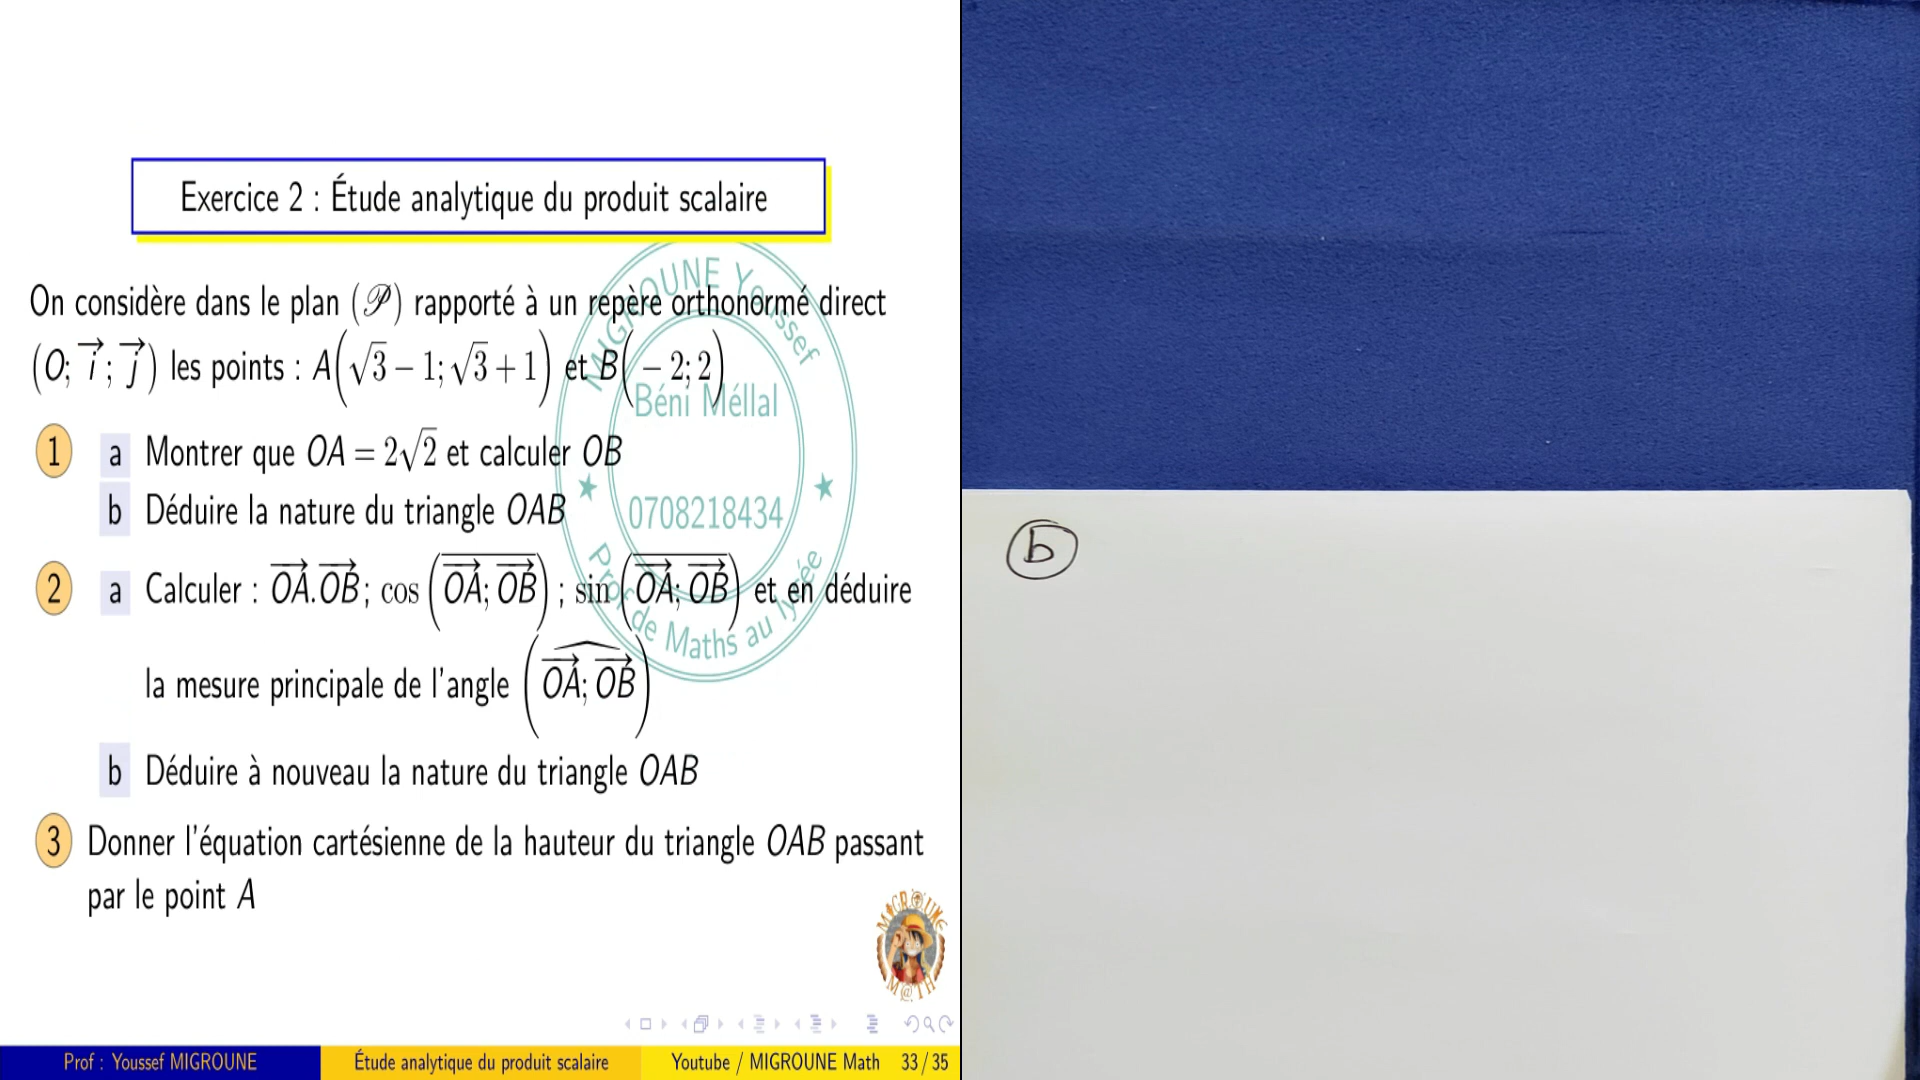 Exercice 2 : Étude analytique du produit scalaire
On considère dans le plan (𝒫) rapporté à un repère orthonormé direct
(O; i⃗; j⃗) les points : A(√3 − 1; √3 + 1) et B(− 2; 2)
1 a Montrer que OA = 2√2 et calculer OB
b Déduire la nature du triangle OAB
2 a Calculer : OA⃗.OB⃗; cos (OA⃗; OB⃗) ; sin (OA⃗; OB⃗) et en déduire
la mesure principale de l'angle (OA⃗; OB⃗)
b Déduire à nouveau la nature du triangle OAB
3 Donner l'équation cartésienne de la hauteur du triangle OAB passant
par le point A
MIGROUNE Youssef
Béni Méllal
0708218434
Prof de Maths au lycée
MIGROUNE
M@TH
Prof : Youssef MIGROUNE Étude analytique du produit scalaire Youtube / MIGROUNE Math 33 / 35
b